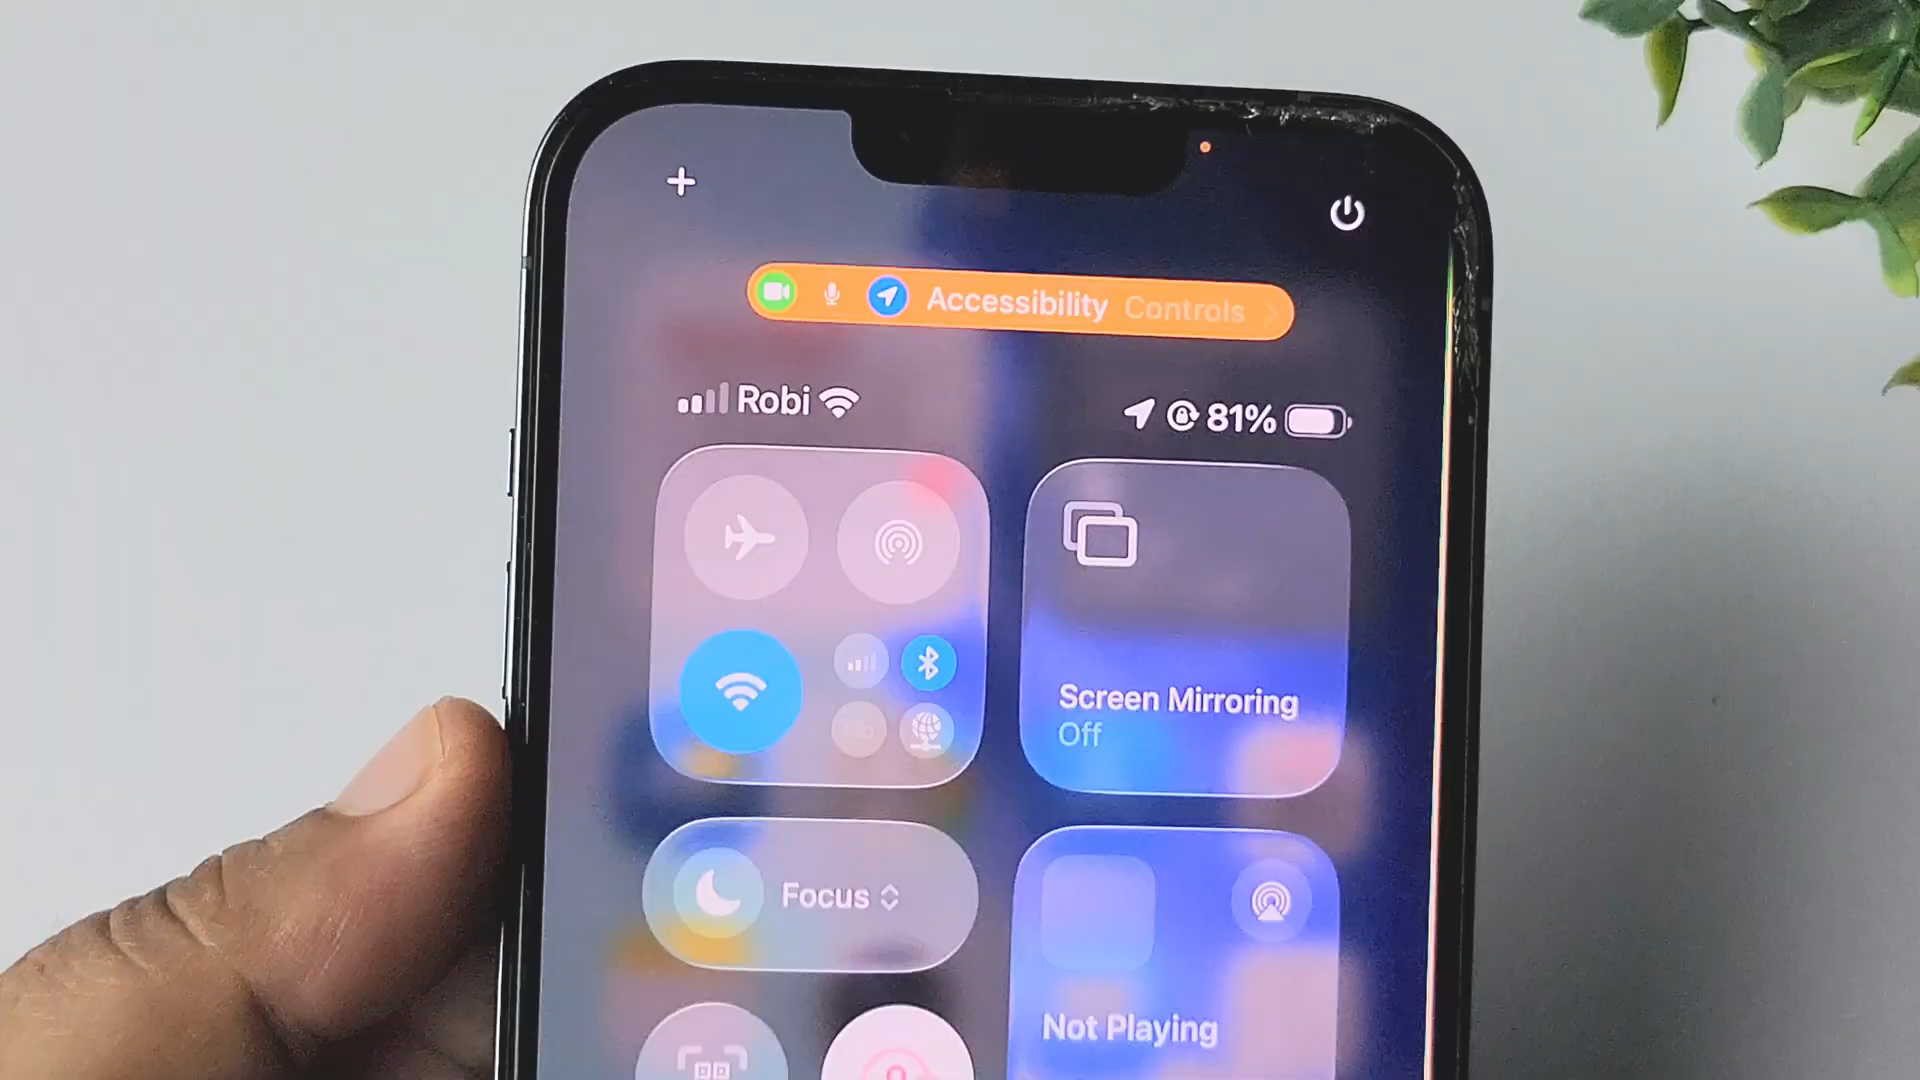 Accessibility Controls
Robi
81%
Screen Mirroring
Off
Focus
Not Playing